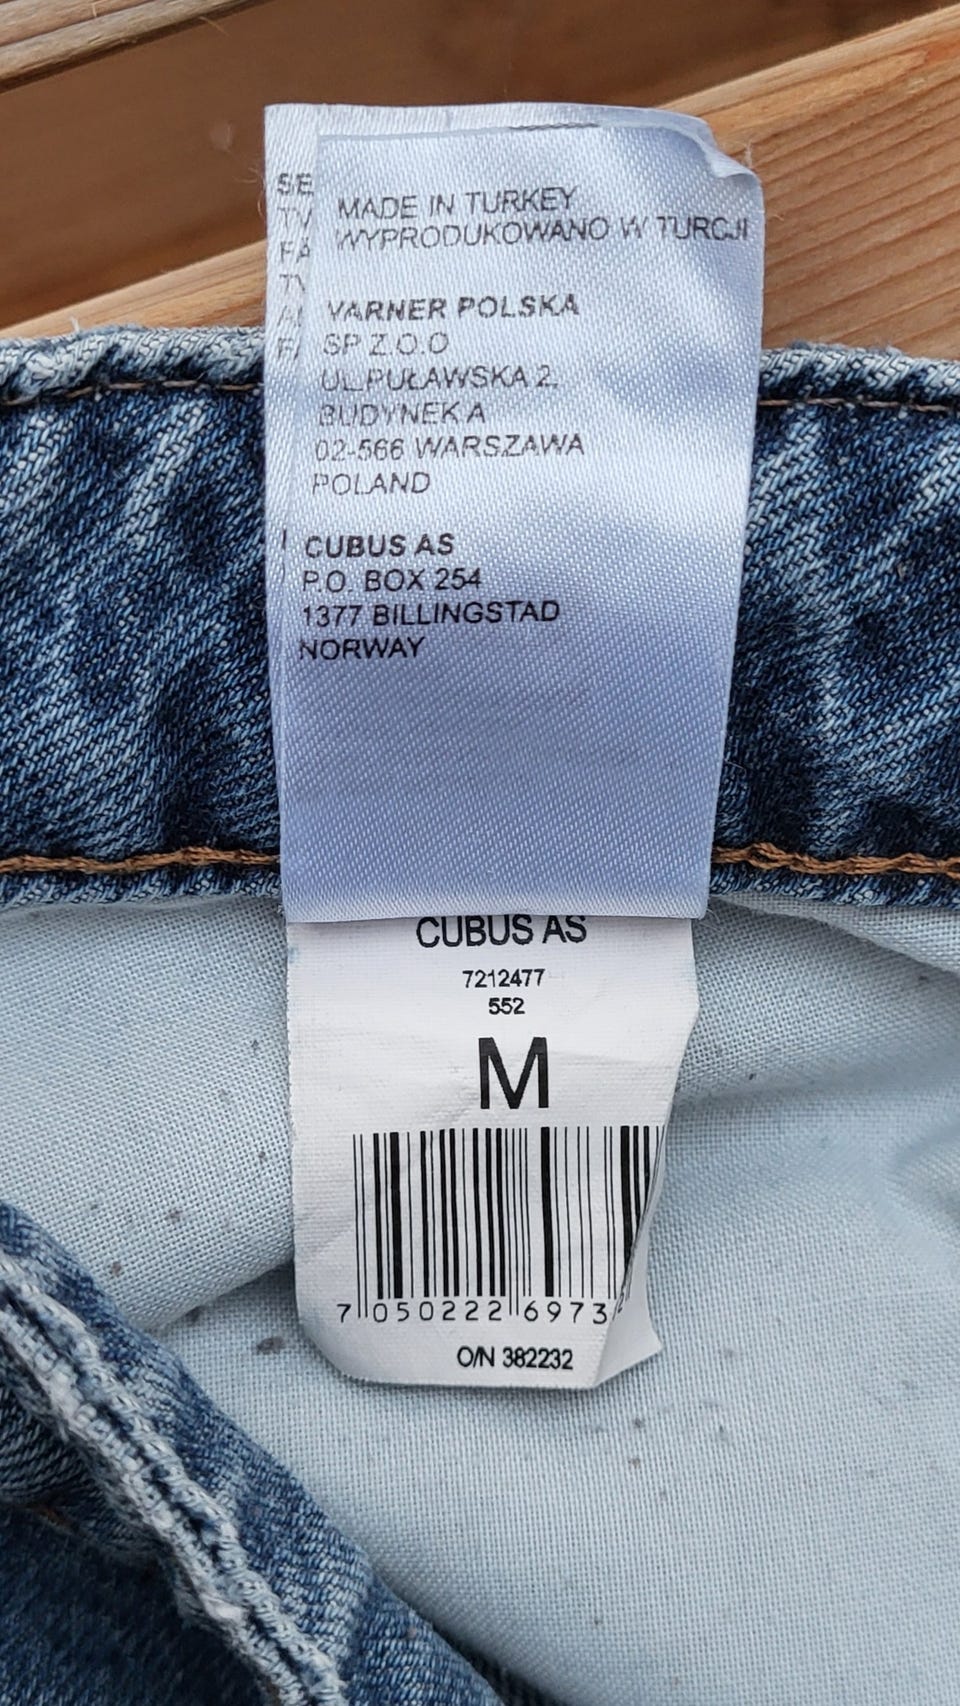 MADE IN TURKEY
WYPRODUKOWANO W TURCJI
VARNER POLSKA
SP Z.O.O
UL.PUŁAWSKA 2,
BUDYNEK A
02-566 WARSZAWA
POLAND
CUBUS AS
P.O. BOX 254
1377 BILLINGSTAD
NORWAY
CUBUS AS
7212477
552
M
7 050222 6973
O/N 382232